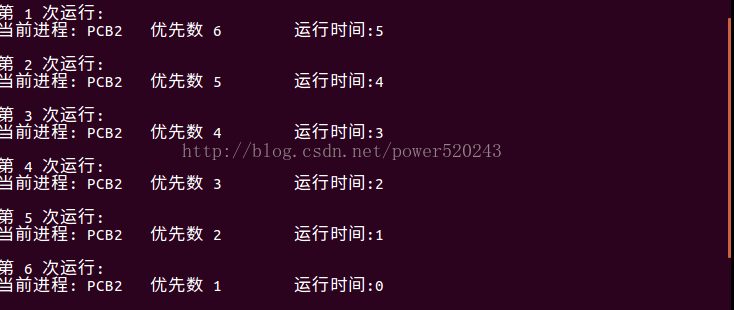 第 1 次运行:
当前进程: PCB2 优先数 6 运行时间:5
第 2 次运行:
当前进程: PCB2 优先数 5 运行时间:4
第 3 次运行:
当前进程: PCB2 优先数 4 运行时间:3
http://blog.csdn.net/power520243
第 4 次运行:
当前进程: PCB2 优先数 3 运行时间:2
第 5 次运行:
当前进程: PCB2 优先数 2 运行时间:1
第 6 次运行:
当前进程: PCB2 优先数 1 运行时间:0